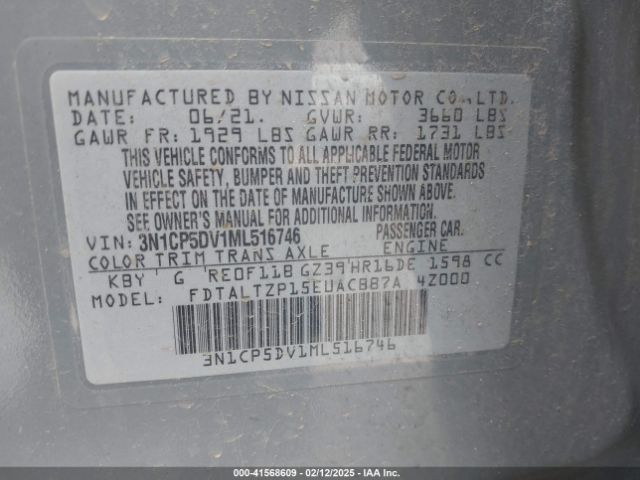 MANUFACTURED BY NISSAN MOTOR CO.,LTD.
DATE: 06/21. GVWR: 3660 LBS
GAWR FR: 1929 LBS GAWR RR: 1731 LBS
THIS VEHICLE CONFORMS TO ALL APPLICABLE FEDERAL MOTOR
VEHICLE SAFETY, BUMPER AND THEFT PREVENTION STANDARDS
IN EFFECT ON THE DATE OF MANUFACTURE SHOWN ABOVE.
SEE OWNER'S MANUAL FOR ADDITIONAL INFORMATION.
VIN: 3N1CP5DV1ML516746 PASSENGER CAR.
COLOR TRIM TRANS AXLE ENGINE
KBY G RE0F11B GZ39 HR16DE 1598 CC
MODEL: FDTALTZP15EUACBB7A 4Z000
3N1CP5DV1ML516746
000-41568609 - 02/12/2025 - IAAI.com